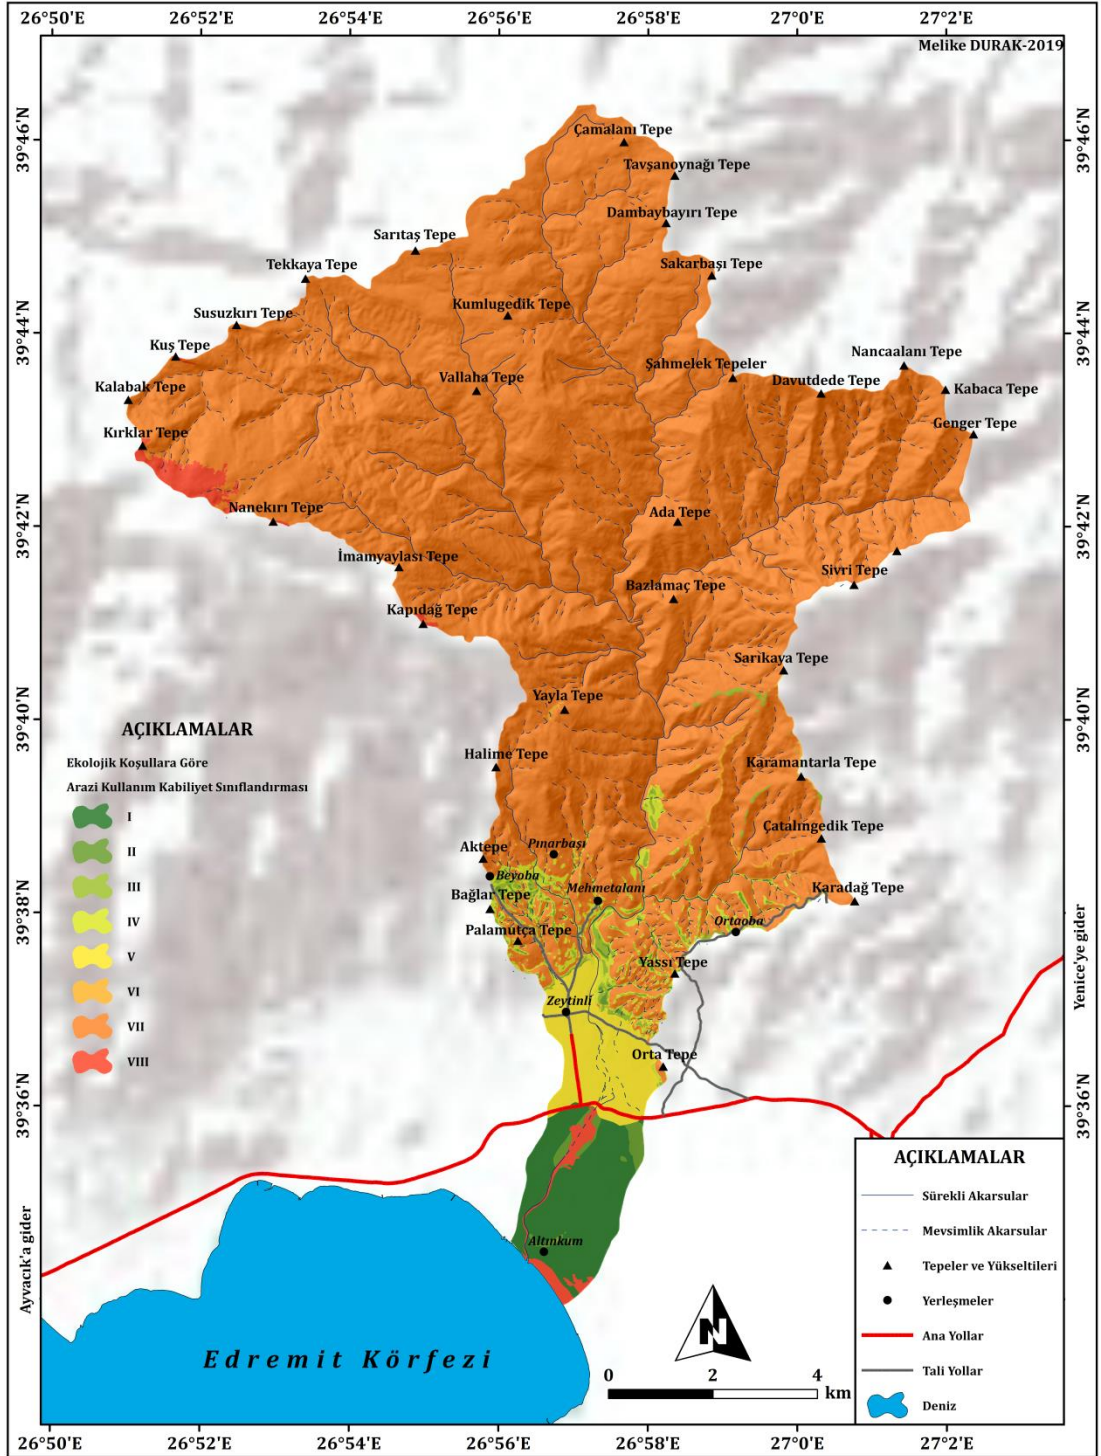 26°52'E
26°54'E
26°56'E
26°58'E
27°0'E
27°2'E
Melike DURAK-2019
39°46'N
39°46'N
Çamalanı Tepe
Tavşanoynağı Tepe
Dambaybayırı Tepe
Sarıtaş Tepe
Tekkaya Tepe
Sakarbaşı Tepe
Susuzkırı Tepe
Kumlugedik Tepe
39°44'N
39°44'N
Kuş Tepe
Nancaalanı Tepe
Şahmelek Tepeler
Vallaha Tepe
Davutdede Tepe
Kalabak Tepe
Kabaca Tepe
Kırklar Tepe
Genger Tepe
Nanekırı Tepe
Ada Tepe
39°42'N
39°42'N
İmamyaylası Tepe
Sivri Tepe
Bazlamaç Tepe
Kapıdağ Tepe
Sarıkaya Tepe
Yayla Tepe
39°40'N
39°40'N
Halime Tepe
Karamantarla Tepe
Çatalıngedik Tepe
Aktepe
Pınarbaşı
Beyoba
Mehmetalanı
Karadağ Tepe
Bağlar Tepe
39°38'N
39°38'N
Ortaoba
Palamutça Tepe
Yassı Tepe
Zeytinli
Orta Tepe
39°36'N
39°36'N
Yenice'ye gider
Altınkum
Ayvacık'a gider
Edremit Körfezi
AÇIKLAMALAR
Ekolojik Koşullara Göre
Arazi Kullanım Kabiliyet Sınıflandırması
I
II
III
IV
V
VI
VII
VIII
AÇIKLAMALAR
Sürekli Akarsular
Mevsimlik Akarsular
Tepeler ve Yükseltileri
Yerleşmeler
Ana Yollar
Tali Yollar
Deniz
N
0 2 4
km
26°50'E
26°52'E
26°54'E
26°56'E
26°58'E
27°0'E
27°2'E